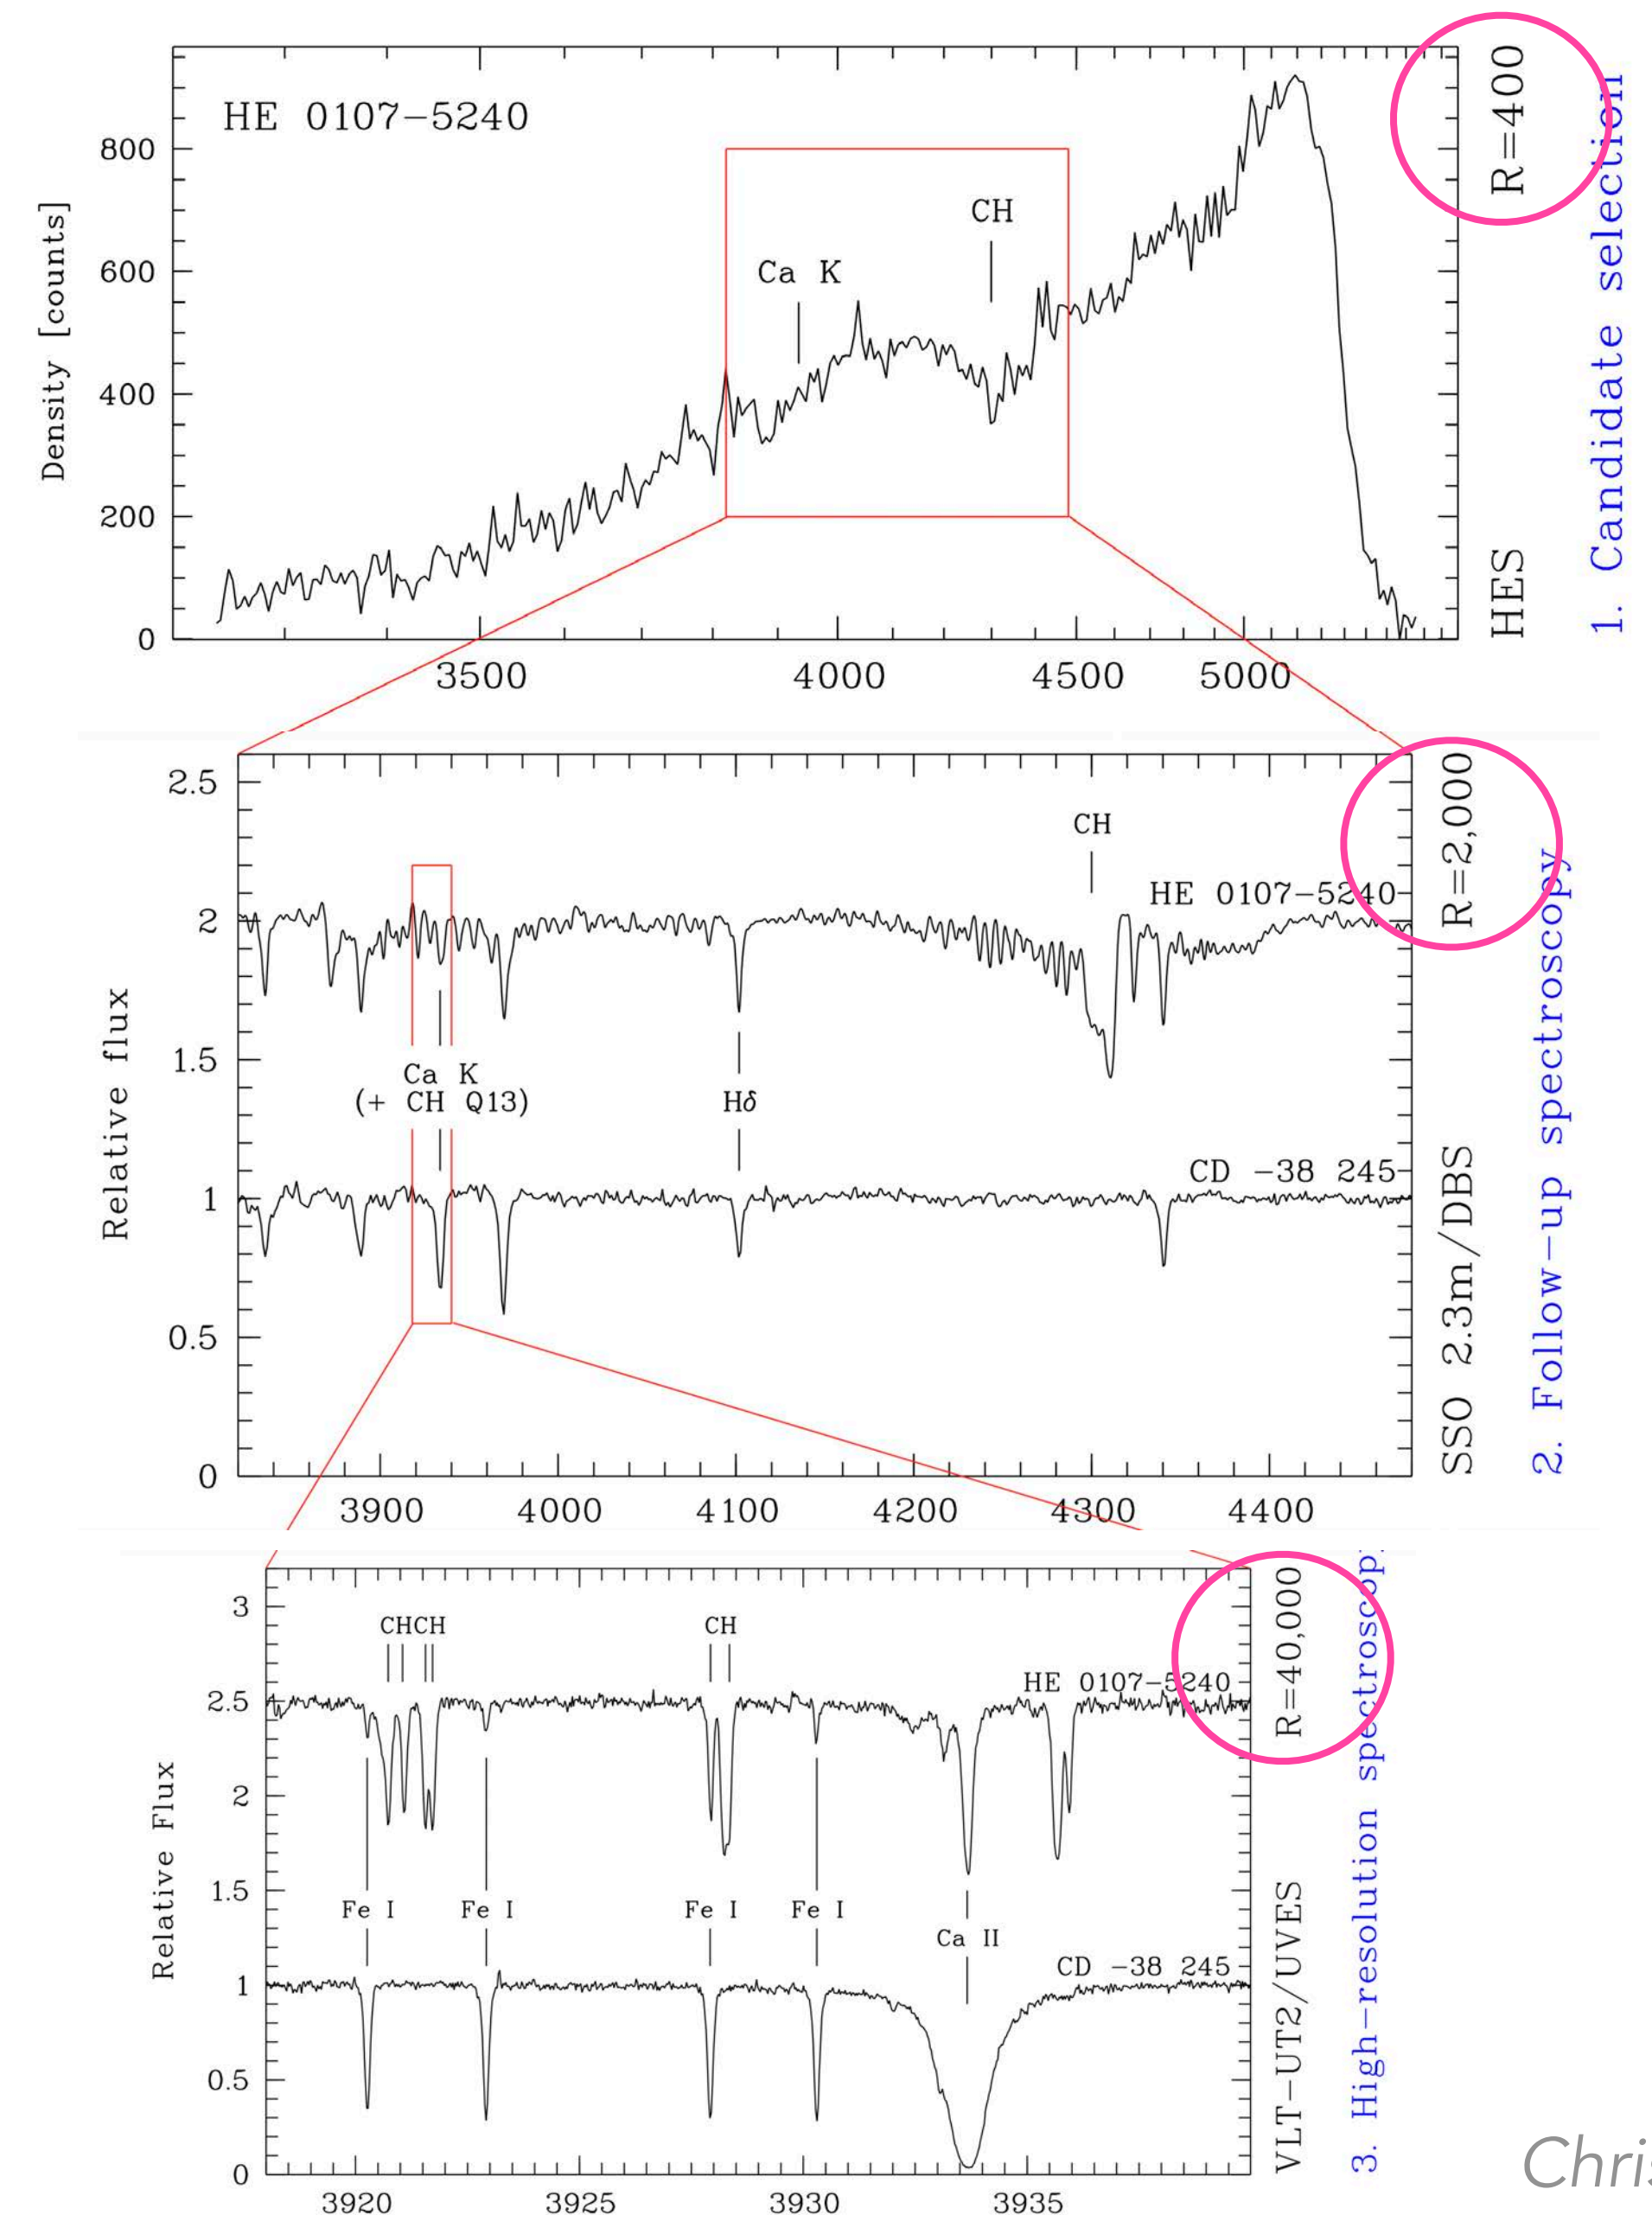 HE 0107-5240
CH
Ca K
800
600
400
200
0
Density [counts]
3500 4000 4500 5000
R=400
HES
1. Candidate selection
2.5
2
1.5
1
0.5
0
Relative flux
CH
HE 0107-5240
Ca K
(+ CH Q13)
Hδ
CD -38 245
3900 4000 4100 4200 4300 4400
R=2,000
SSO 2.3m/DBS
2. Follow-up spectroscopy
3
2.5
2
1.5
1
0.5
0
Relative Flux
CHCH CH
HE 0107-5240
Fe I Fe I Fe I Fe I
Ca II
CD -38 245
3920 3925 3930 3935
R=40,000
VLT-UT2/UVES
3. High-resolution spectroscop
Chris